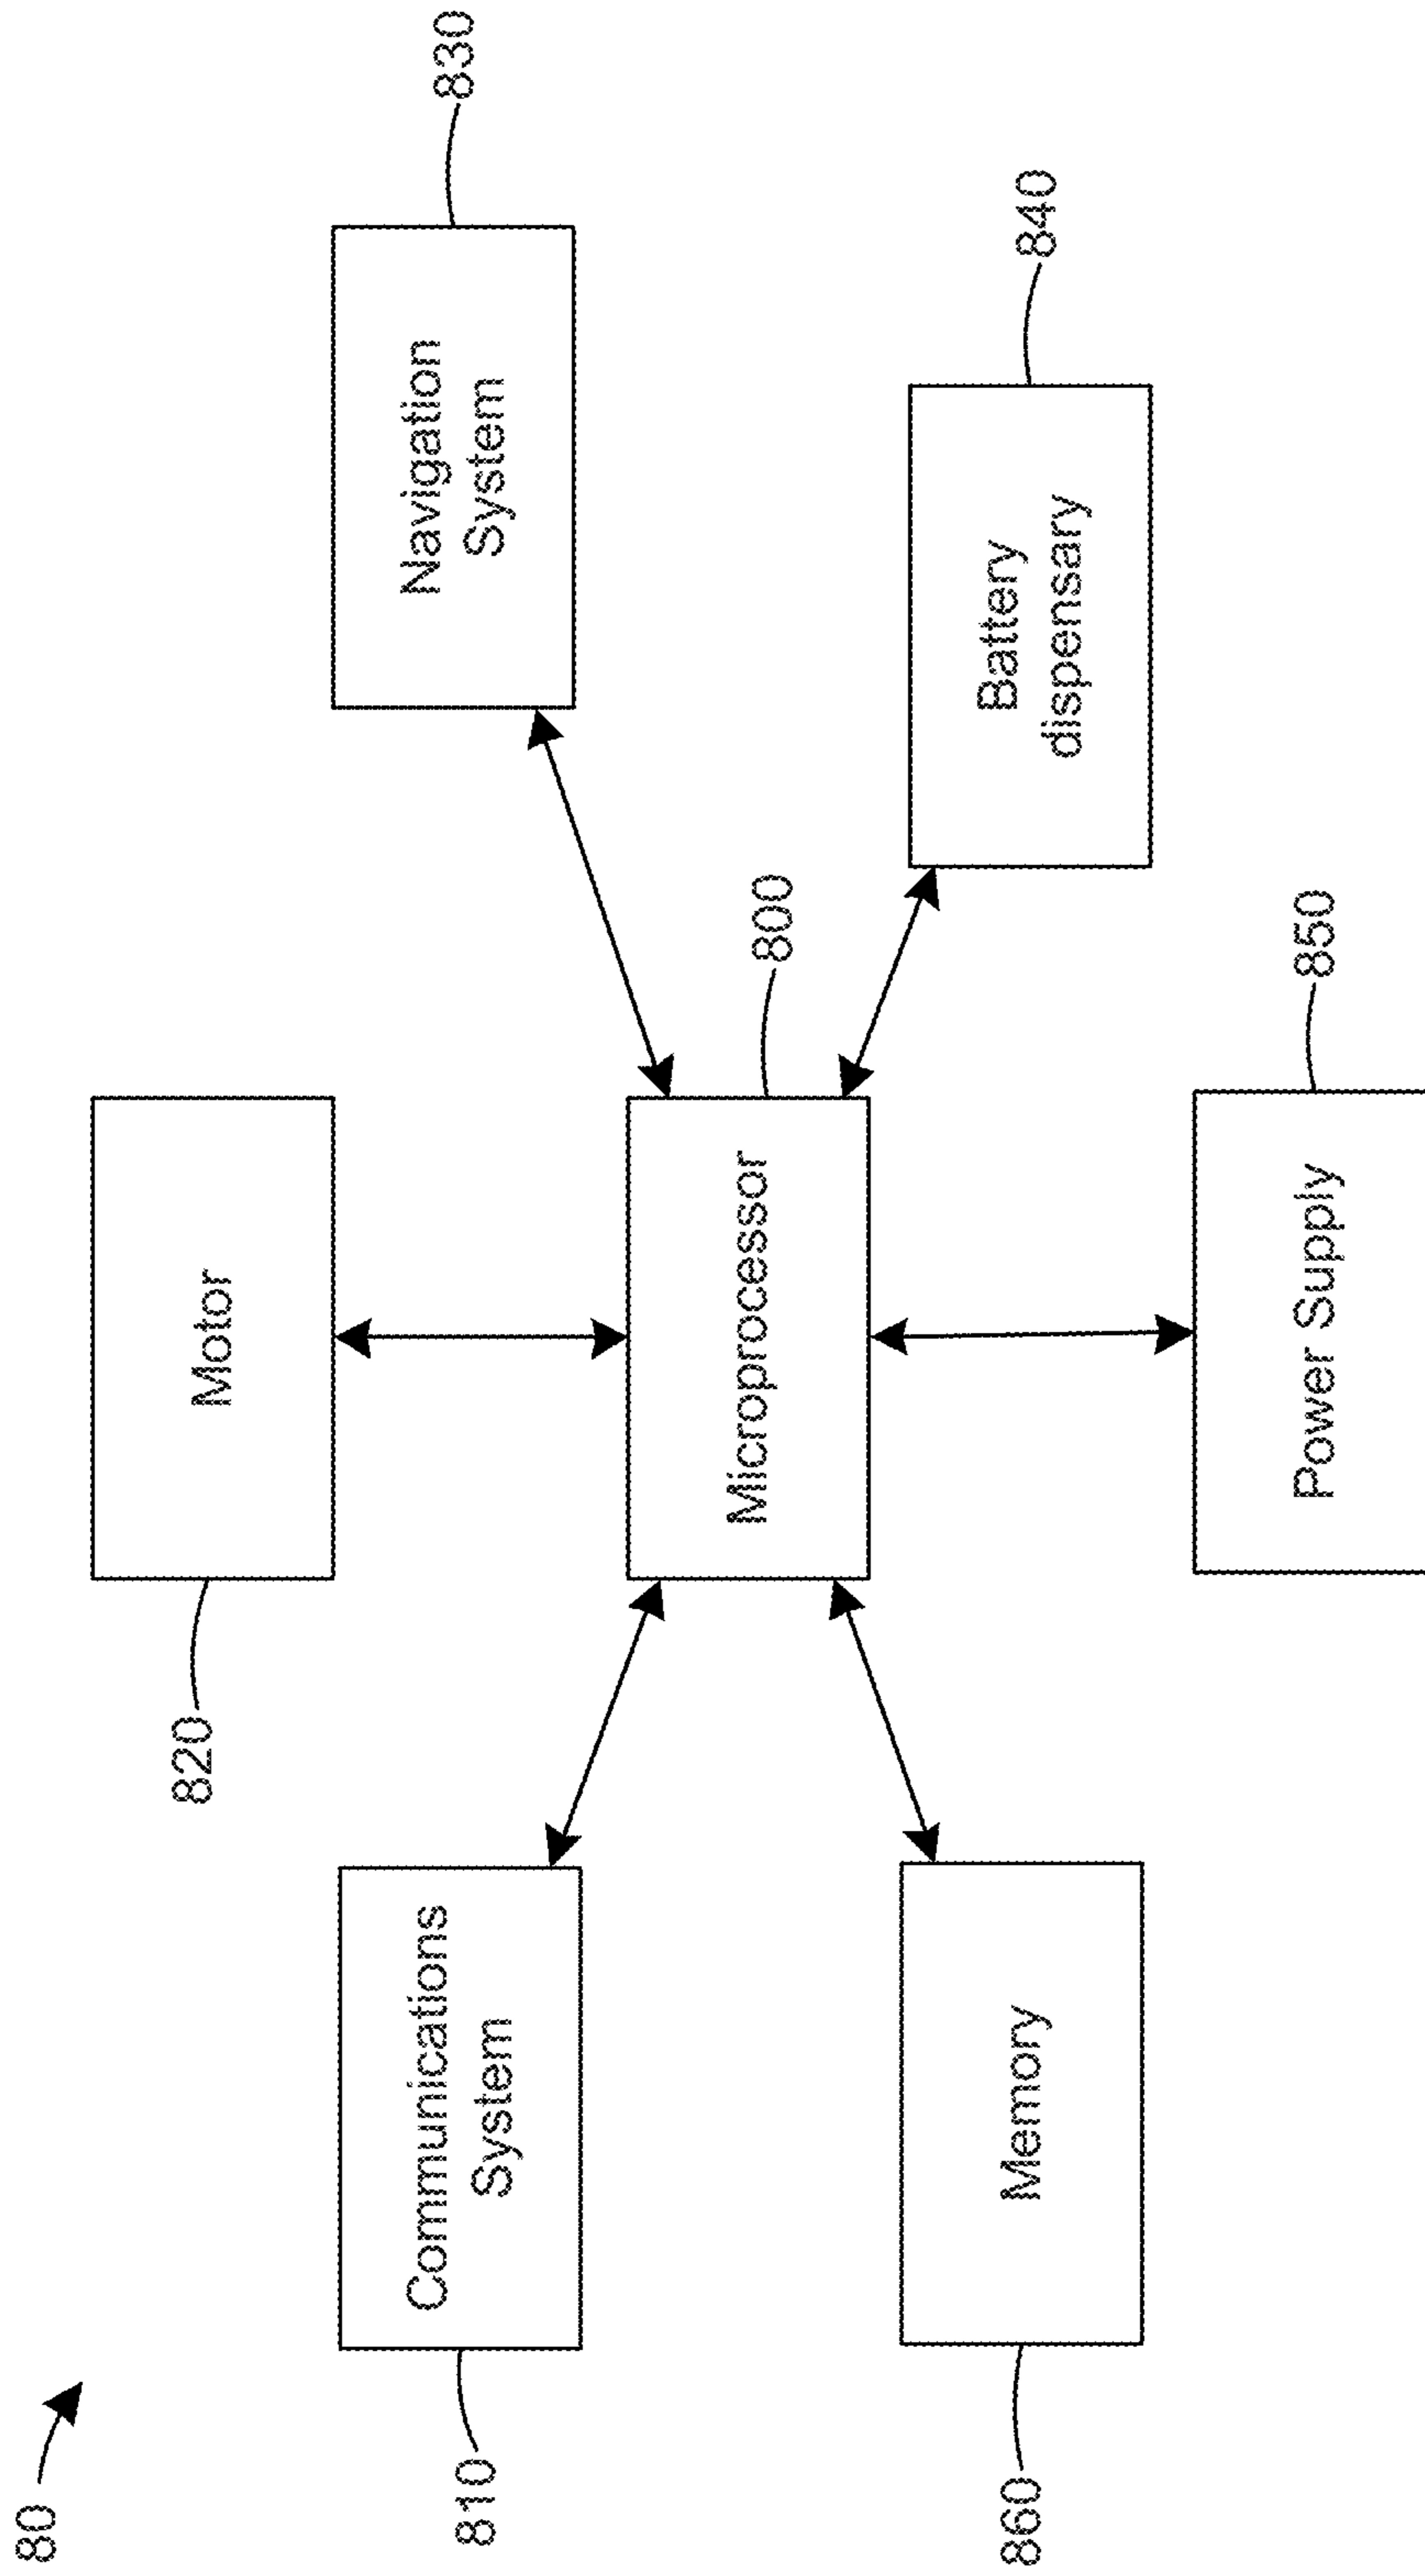 80
820
Motor
830
Navigation
System
810
Communications
System
800
Microprocessor
840
Battery
dispensary
860
Memory
850
Power Supply